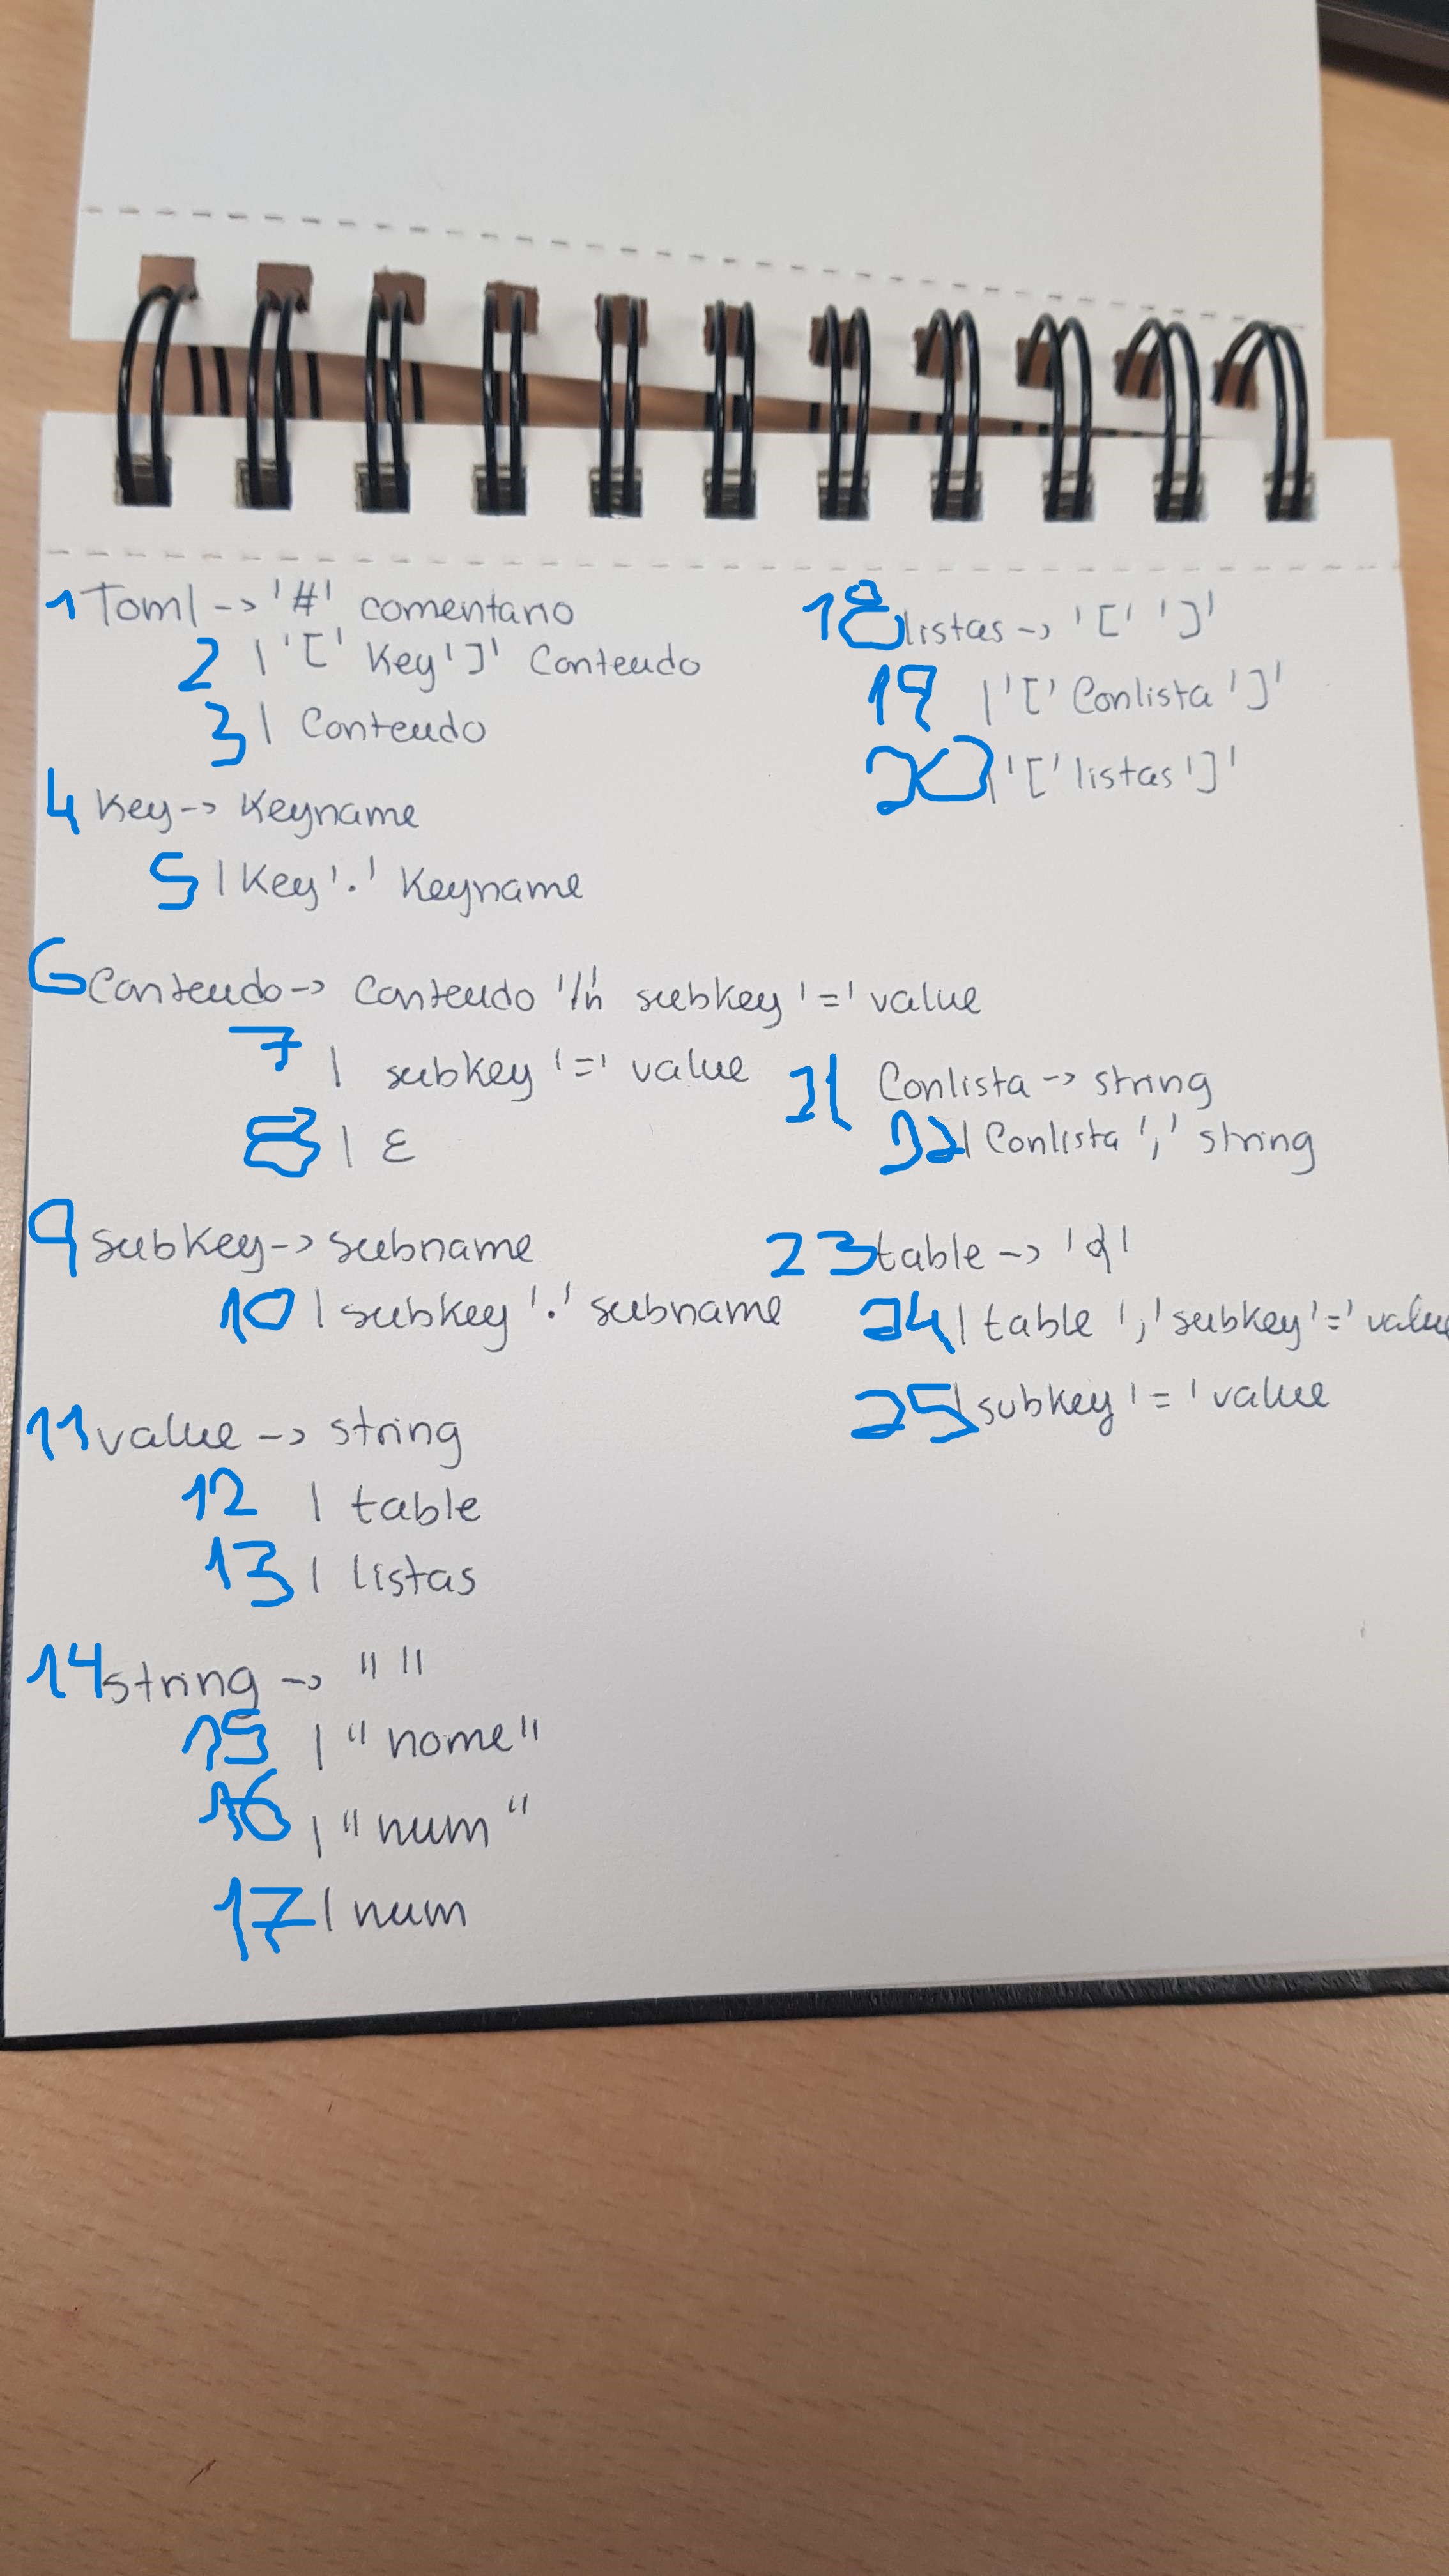 1 Toml -> '#' comentario
2 | '[' Key ']' Conteudo
3 | Conteudo
4 Key -> Keyname
5 | Key '.' Keyname
6 Conteudo -> Conteudo '/n' subkey '=' value
7 | subkey '=' value
8 | ε
9 subkey -> subname
10 | subkey '.' subname
11 value -> string
12 | table
13 | listas
14 string -> " "
15 | "nome"
16 | "num"
17 | num
18 listas -> '[' ']'
19 | '[' Conlista ']'
20 | '[' listas ']'
21 Conlista -> string
22 | Conlista ',' string
23 table ->
24 | table ',' subkey '=' value
25 | subkey '=' value